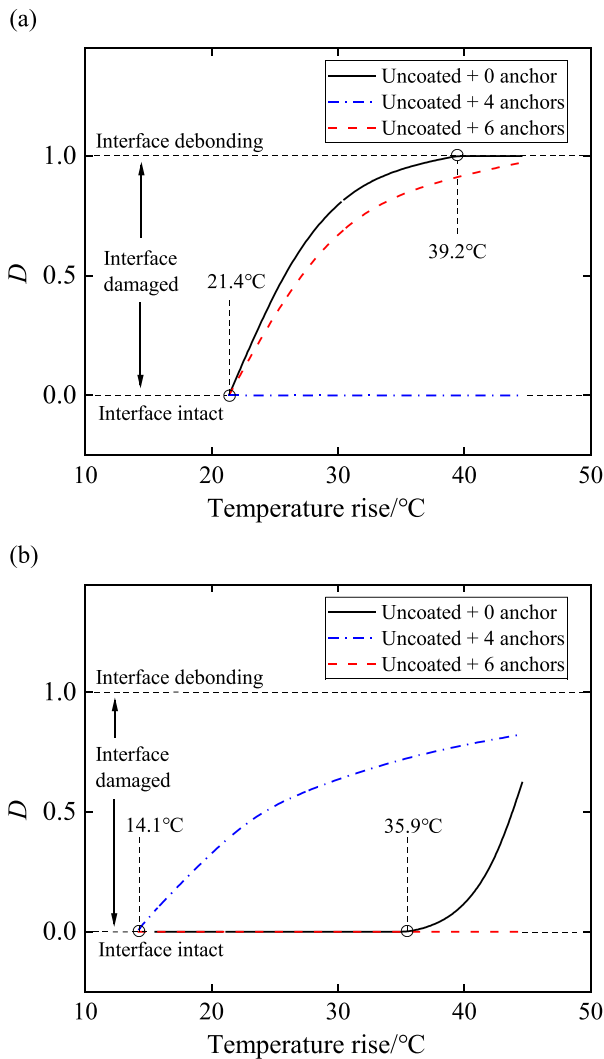 (a)
Uncoated + 0 anchor
Uncoated + 4 anchors
Uncoated + 6 anchors
Interface debonding
1.0
Interface
damaged
39.2℃
D
0.5
21.4℃
0.0
Interface intact
10 20 30 40 50
Temperature rise/℃
(b)
Uncoated + 0 anchor
Uncoated + 4 anchors
Uncoated + 6 anchors
Interface debonding
1.0
Interface
damaged
D
0.5
14.1℃ 35.9℃
0.0
Interface intact
10 20 30 40 50
Temperature rise/℃